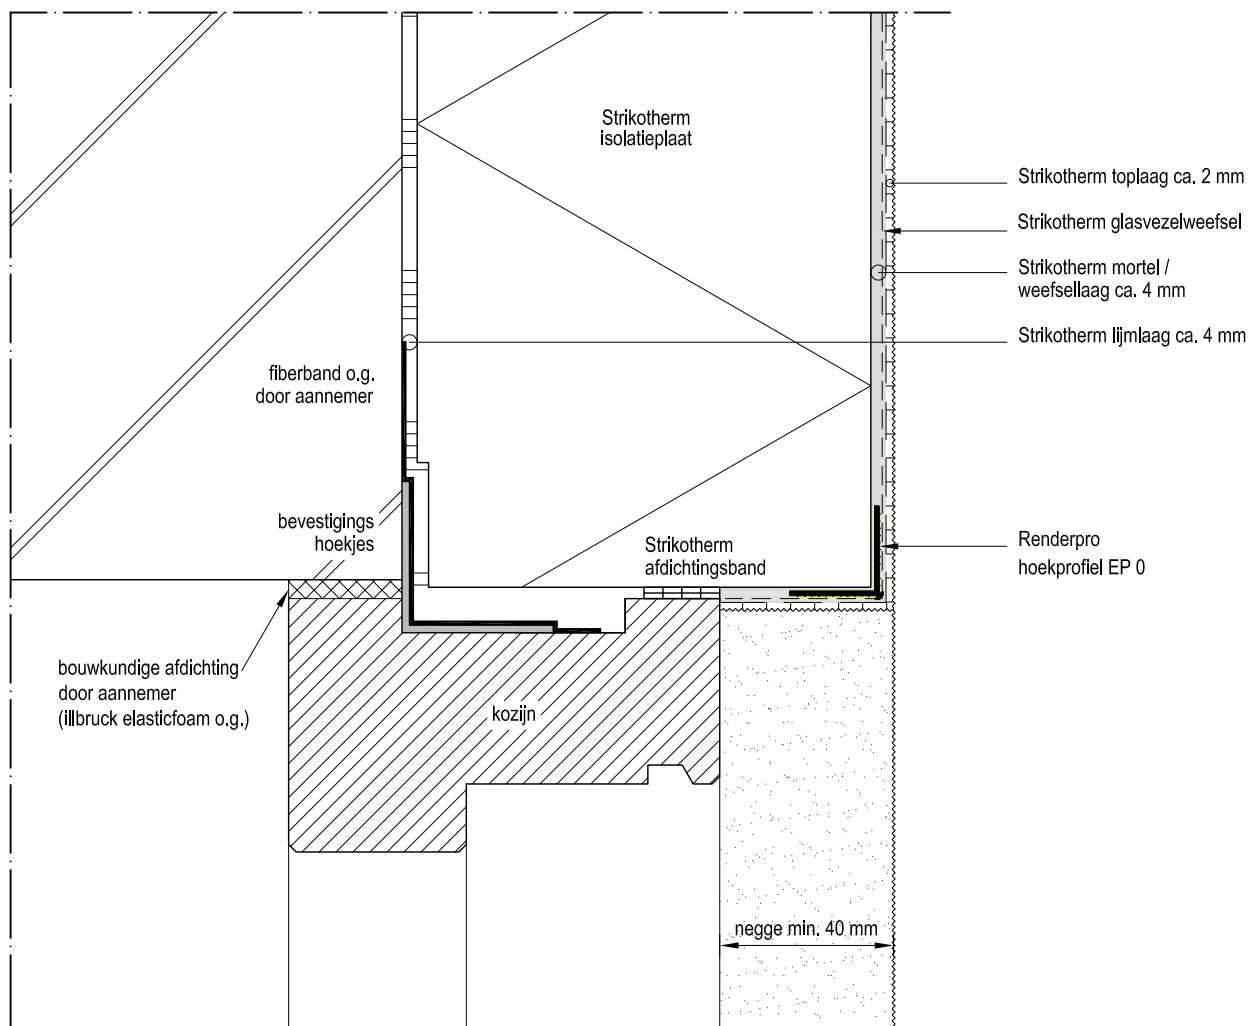 Strikotherm
isolatieplaat
Strikotherm toplaag ca. 2 mm
Strikotherm glasvezelweefsel
Strikotherm mortel /
weefsellaag ca. 4 mm
Strikotherm lijmlaag ca. 4 mm
fiberband o.g.
door aannemer
bevestigings
hoekjes
Strikotherm
afdichtingsband
Renderpro
hoekprofiel EP 0
bouwkundige afdichting
door aannemer
(illbruck elasticfoam o.g.)
kozijn
negge min. 40 mm